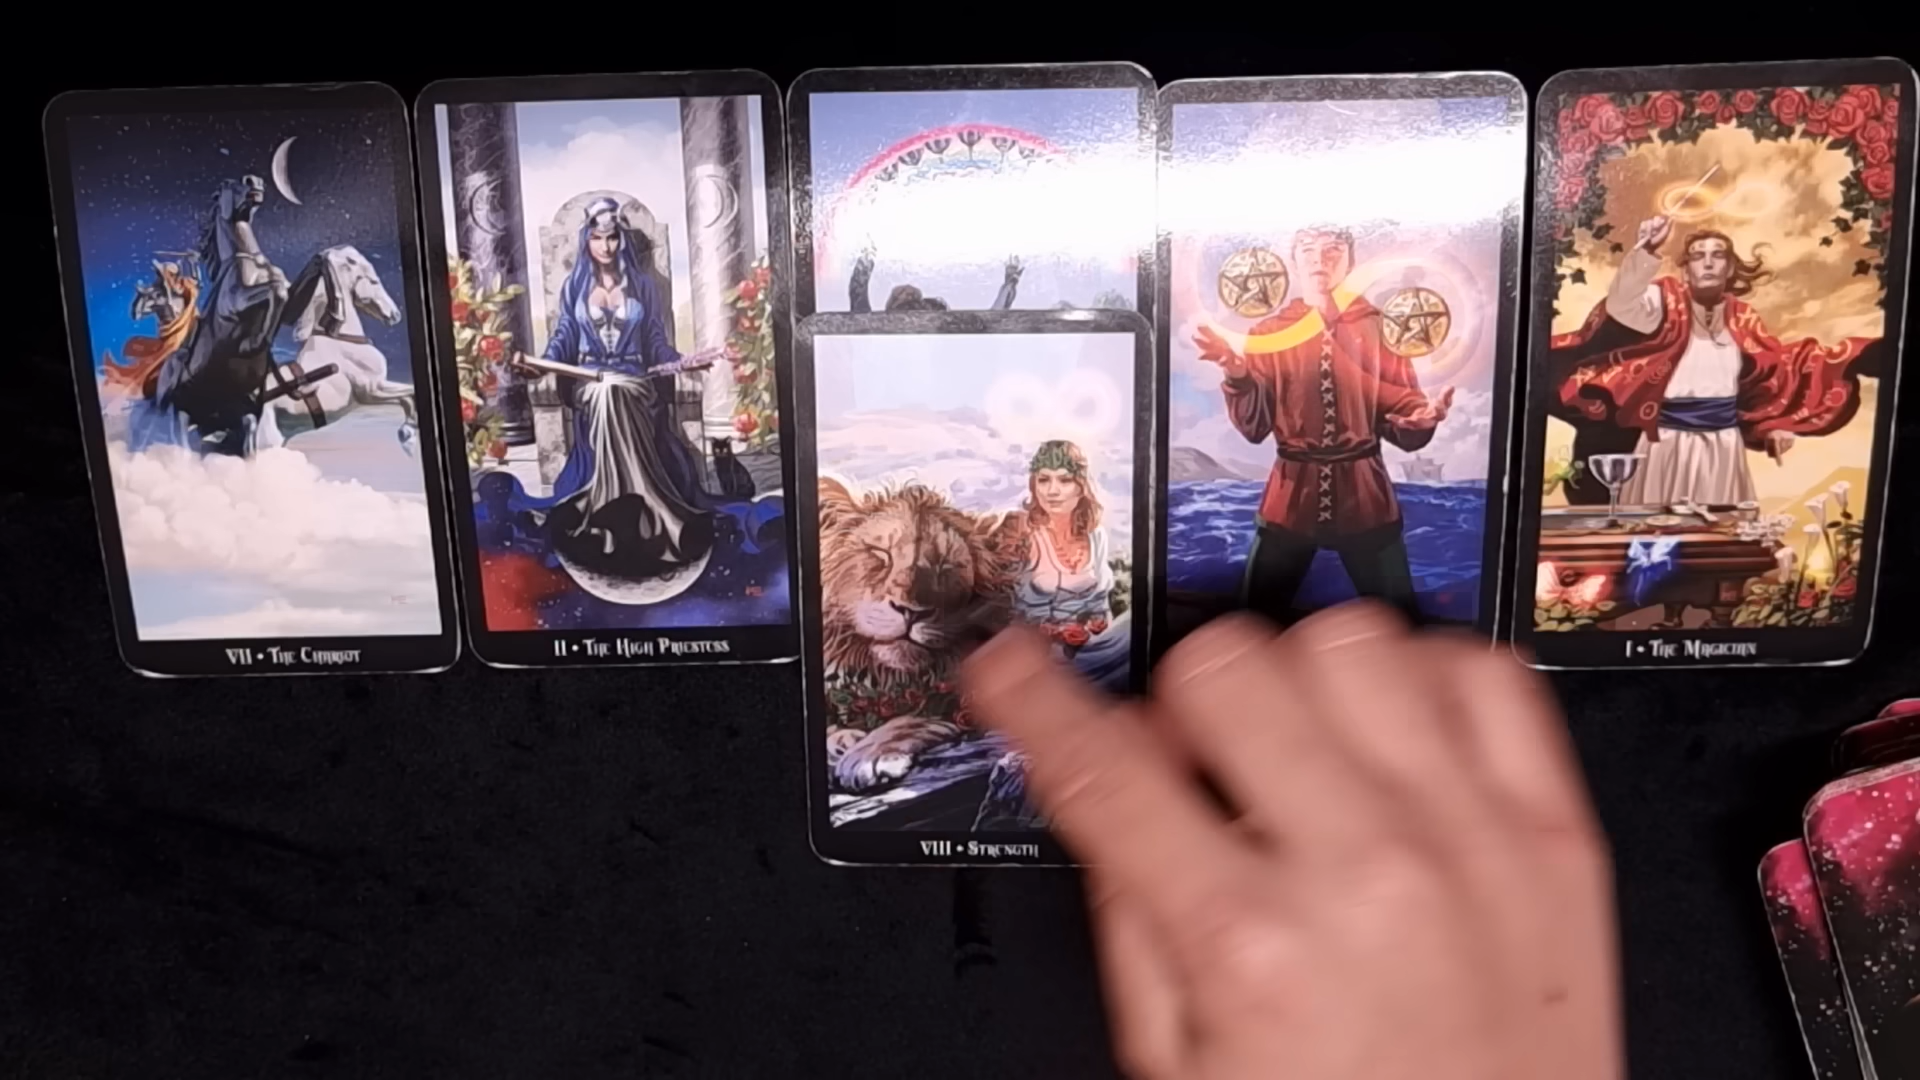 VII • The Chariot
II • The High Priestess
I • The Magician
VIII • Strength